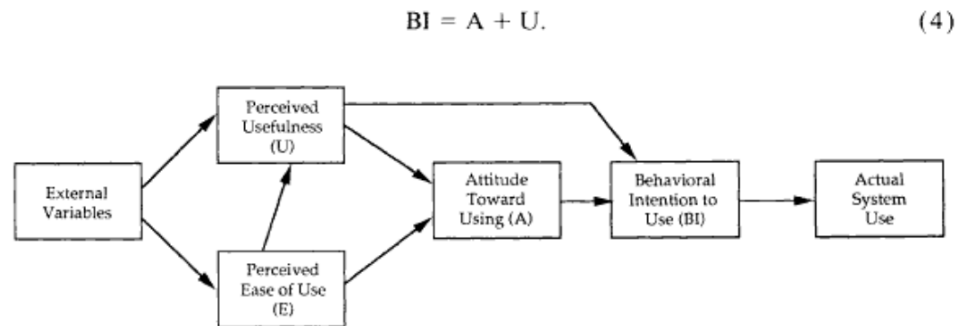 BI = A + U. (4)
Perceived
Usefulness
(U)
External
Variables
Attitude
Toward
Using (A)
Behavioral
Intention to
Use (BI)
Actual
System
Use
Perceived
Ease of Use
(E)